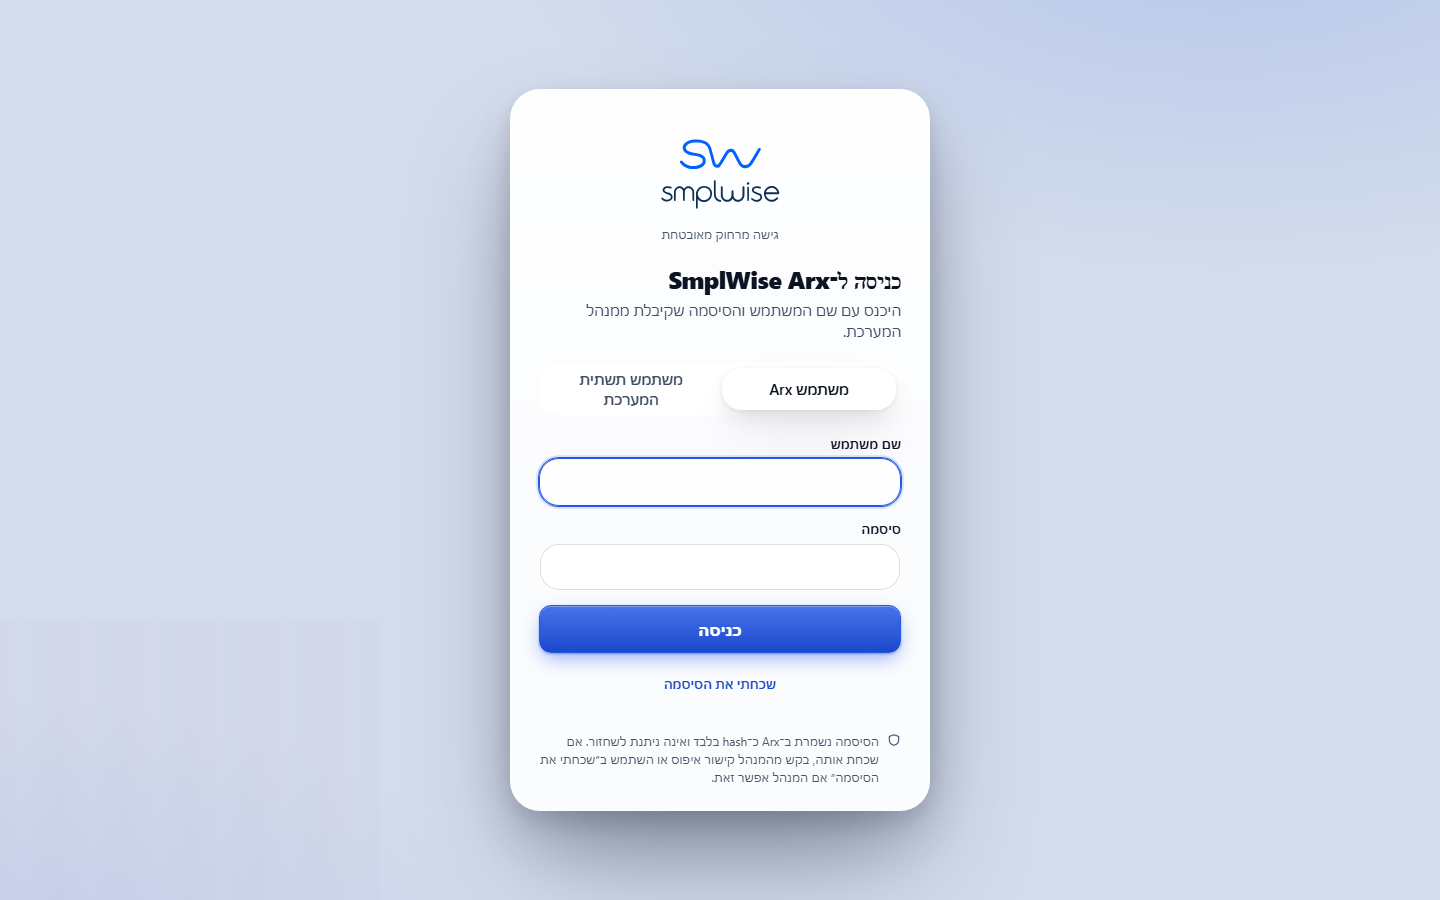 sw
smplwise
גישה מרחוק מאובטחת
כניסה ל־SmplWise Arx
היכנס עם שם המשתמש והסיסמה שקיבלת ממנהל
המערכת.
משתמש Arx
משתמש תשתית
המערכת
שם משתמש
סיסמה
כניסה
שכחתי את הסיסמה
הסיסמה נשמרת ב־Arx כ־hash בלבד ואינה ניתנת לשחזור. אם
שכחת אותה, בקש מהמנהל קישור איפוס או השתמש ב״שכחתי את
הסיסמה״ אם המנהל אפשר זאת.